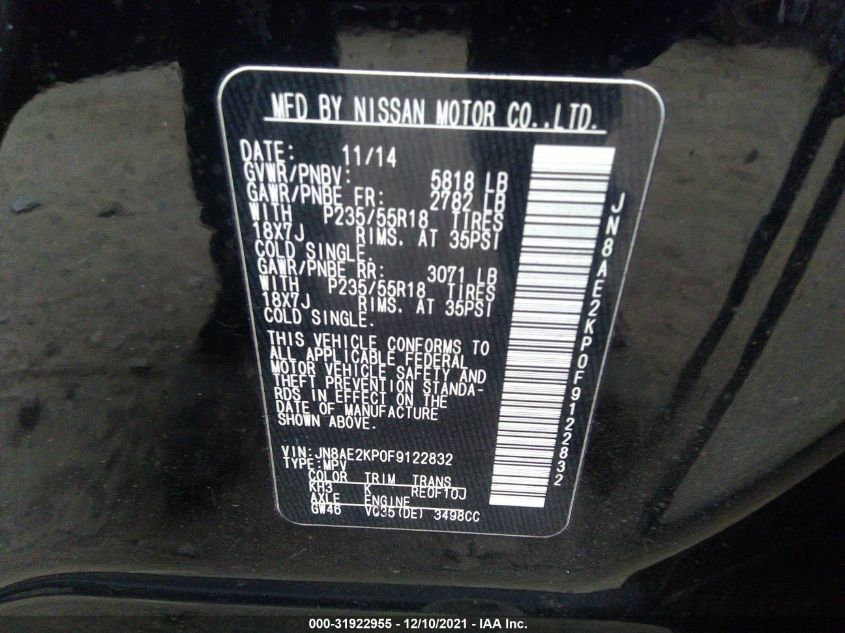 MFD BY NISSAN MOTOR CO.,LTD.
DATE: 11/14
GVWR/PNBV: 5818 LB
GAWR/PNBE FR: 2782 LB
WITH P235/55R18 TIRES
18X7J RIMS. AT 35PSI
COLD SINGLE.
GAWR/PNBE RR: 3071 LB
WITH P235/55R18 TIRES
18X7J RIMS. AT 35PSI
COLD SINGLE.
THIS VEHICLE CONFORMS TO
ALL APPLICABLE FEDERAL
MOTOR VEHICLE SAFETY AND
THEFT PREVENTION STANDA-
RDS IN EFFECT ON THE
DATE OF MANUFACTURE
SHOWN ABOVE.
VIN:JN8AE2KP0F9122832
TYPE:MPV
COLOR TRIM TRANS
KH3 K RE0F10J
AXLE ENGINE
GW46 VQ35(DE) 3498CC
JN8AE2KP0F9122832
000-31922955 - 12/10/2021 - IAA Inc.